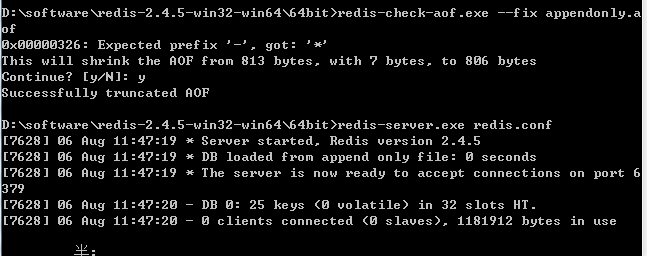 D:\software\redis-2.4.5-win32-win64\64bit>redis-check-aof.exe --fix appendonly.a
of
0x00000326: Expected prefix '-', got: '*'
This will shrink the AOF from 813 bytes, with 7 bytes, to 806 bytes
Continue? [y/N]: y
Successfully truncated AOF
D:\software\redis-2.4.5-win32-win64\64bit>redis-server.exe redis.conf
[7628] 06 Aug 11:47:19 * Server started, Redis version 2.4.5
[7628] 06 Aug 11:47:19 * DB loaded from append only file: 0 seconds
[7628] 06 Aug 11:47:19 * The server is now ready to accept connections on port 6
379
[7628] 06 Aug 11:47:20 - DB 0: 25 keys (0 volatile) in 32 slots HT.
[7628] 06 Aug 11:47:20 - 0 clients connected (0 slaves), 1181912 bytes in use
半: